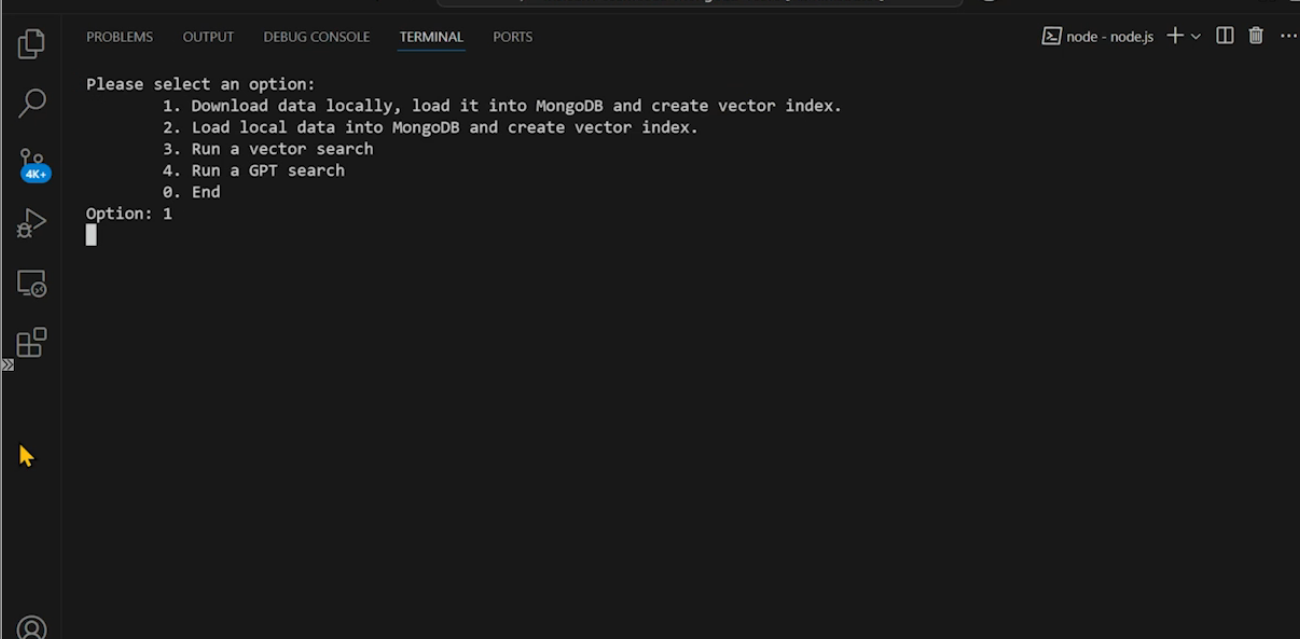 PROBLEMS OUTPUT DEBUG CONSOLE TERMINAL PORTS node - node.js
Please select an option:
1. Download data locally, load it into MongoDB and create vector index.
2. Load local data into MongoDB and create vector index.
3. Run a vector search
4. Run a GPT search
0. End
Option: 1
4K+